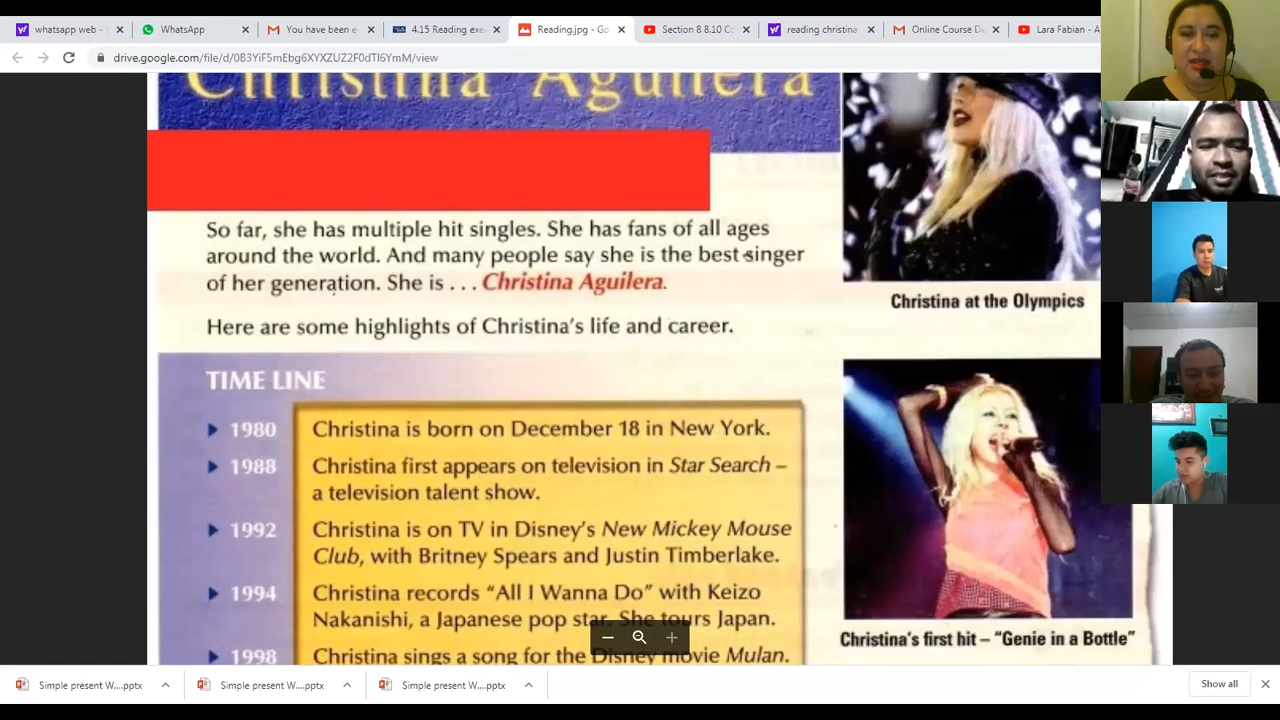 whatsapp web -
WhatsApp
You have been e
4.15 Reading exe
Reading.jpg - Go
Section 8 8.10 Co
reading christina
Online Course De
Lara Fabian - A
drive.google.com/file/d/0B3YiF5mEbg6XYXZUZ2F0dTl6YmM/view
Christina Aguilera
So far, she has multiple hit singles. She has fans of all ages
around the world. And many people say she is the best singer
of her generation. She is . . . Christina Aguilera.
Here are some highlights of Christina's life and career.
Christina at the Olympics
TIME LINE
1980 Christina is born on December 18 in New York.
1988 Christina first appears on television in Star Search –
a television talent show.
1992 Christina is on TV in Disney's New Mickey Mouse
Club, with Britney Spears and Justin Timberlake.
1994 Christina records "All I Wanna Do" with Keizo
Nakanishi, a Japanese pop star. She tours Japan.
1998 Christina sings a song for the Disney movie Mulan.
Christina's first hit – "Genie in a Bottle"
Simple present W....pptx
Simple present W....pptx
Simple present W....pptx
Show all